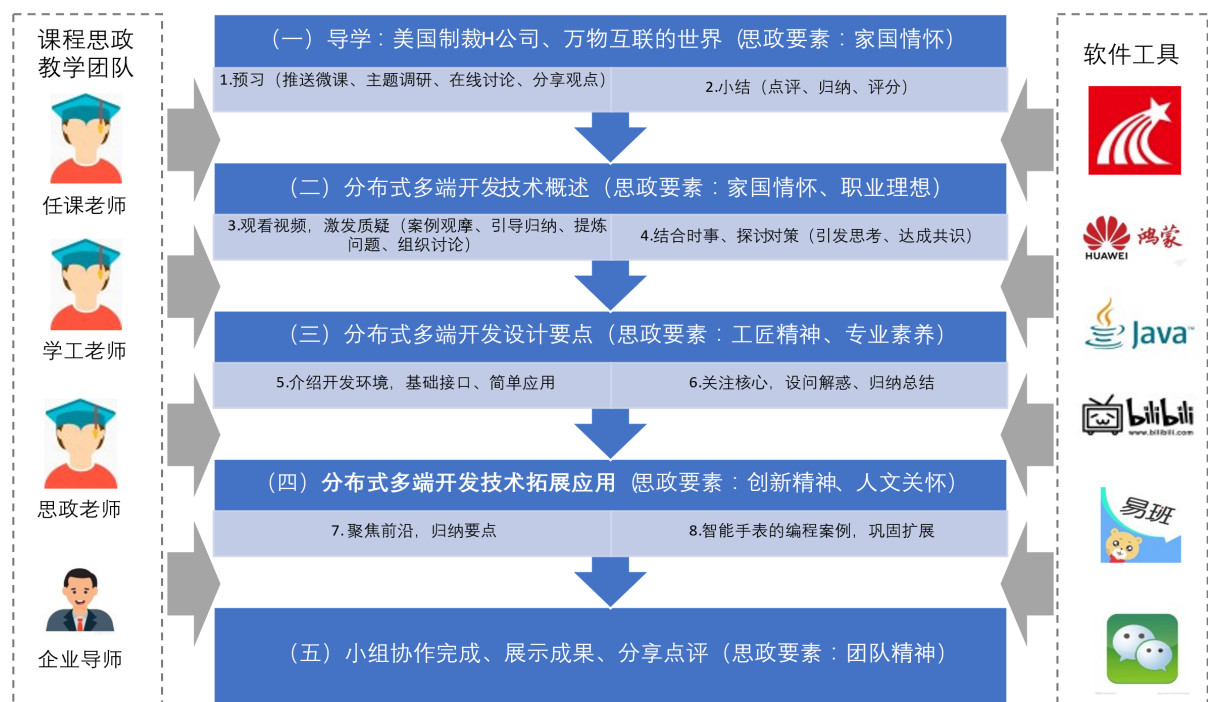 课程思政
教学团队
任课老师
学工老师
思政老师
企业导师
（一）导学：美国制裁H公司、万物互联的世界（思政要素：家国情怀）
1.预习（推送微课、主题调研、在线讨论、分享观点）
2.小结（点评、归纳、评分）
（二）分布式多端开发技术概述（思政要素：家国情怀、职业理想）
3.观看视频，激发质疑（案例观摩、引导归纳、提炼
问题、组织讨论）
4.结合时事、探讨对策（引发思考、达成共识）
（三）分布式多端开发设计要点（思政要素：工匠精神、专业素养）
5.介绍开发环境，基础接口、简单应用
6.关注核心，设问解惑、归纳总结
（四）分布式多端开发技术拓展应用（思政要素：创新精神、人文关怀）
7.聚焦前沿，归纳要点
8.智能手表的编程案例，巩固扩展
（五）小组协作完成、展示成果、分享点评（思政要素：团队精神）
软件工具
HUAWEI
鸿蒙
Java™
bilibili
www.bilibili.com
易班